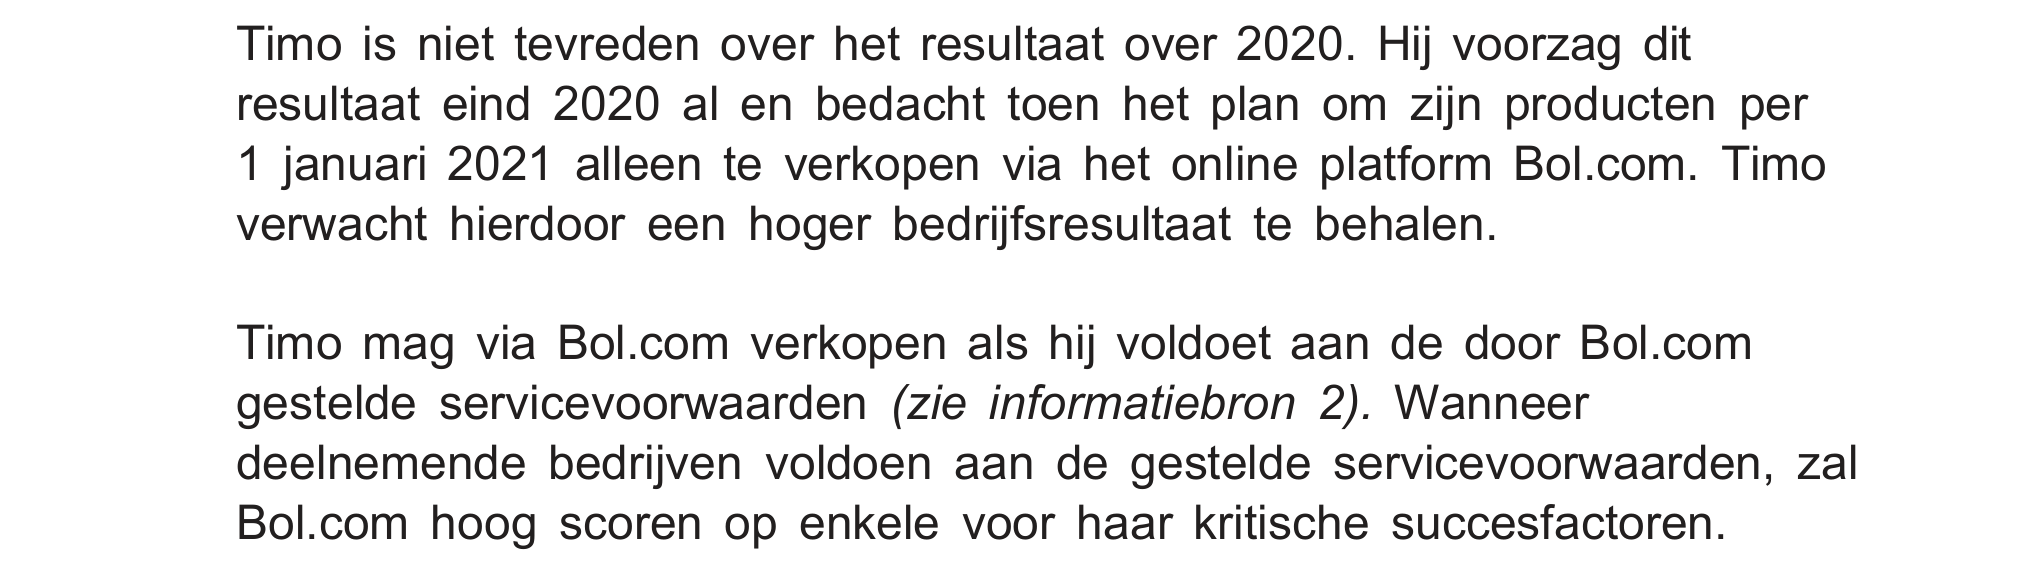 Timo is niet tevreden over het resultaat over 2020. Hij voorzag dit
resultaat eind 2020 al en bedacht toen het plan om zijn producten per
1 januari 2021 alleen te verkopen via het online platform Bol.com. Timo
verwacht hierdoor een hoger bedrijfsresultaat te behalen.
Timo mag via Bol.com verkopen als hij voldoet aan de door Bol.com
gestelde servicevoorwaarden (zie informatiebron 2). Wanneer
deelnemende bedrijven voldoen aan de gestelde servicevoorwaarden, zal
Bol.com hoog scoren op enkele voor haar kritische succesfactoren.